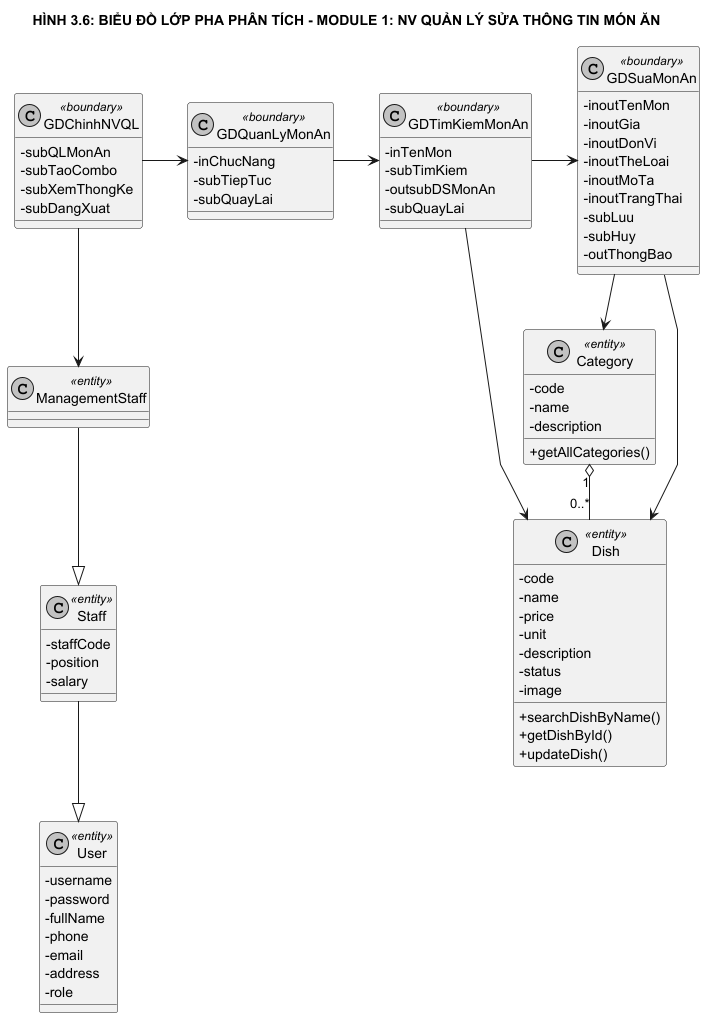 HÌNH 3.6: BIỂU ĐỒ LỚP PHA PHÂN TÍCH - MODULE 1: NV QUẢN LÝ SỬA THÔNG TIN MÓN ĂN
C
«boundary»
GDChinhNVQL
-subQLMonAn
-subTaoCombo
-subXemThongKe
-subDangXuat
C
«boundary»
GDQuanLyMonAn
-inChucNang
-subTiepTuc
-subQuayLai
C
«boundary»
GDTimKiemMonAn
-inTenMon
-subTimKiem
-outsubDSMonAn
-subQuayLai
C
«boundary»
GDSuaMonAn
-inoutTenMon
-inoutGia
-inoutDonVi
-inoutTheLoai
-inoutMoTa
-inoutTrangThai
-subLuu
-subHuy
-outThongBao
C
«entity»
ManagementStaff
C
«entity»
Category
-code
-name
-description
+getAllCategories()
1
0..*
C
«entity»
Dish
-code
-name
-price
-unit
-description
-status
-image
+searchDishByName()
+getDishById()
+updateDish()
C
«entity»
Staff
-staffCode
-position
-salary
C
«entity»
User
-username
-password
-fullName
-phone
-email
-address
-role